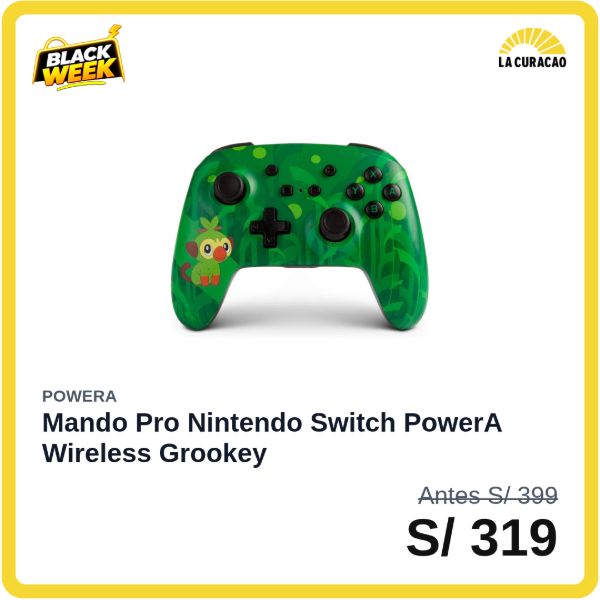 BLACK
WEEK
LA CURACAO
X
Y
A
B
POWERA
Mando Pro Nintendo Switch PowerA
Wireless Grookey
Antes S/ 399
S/ 319